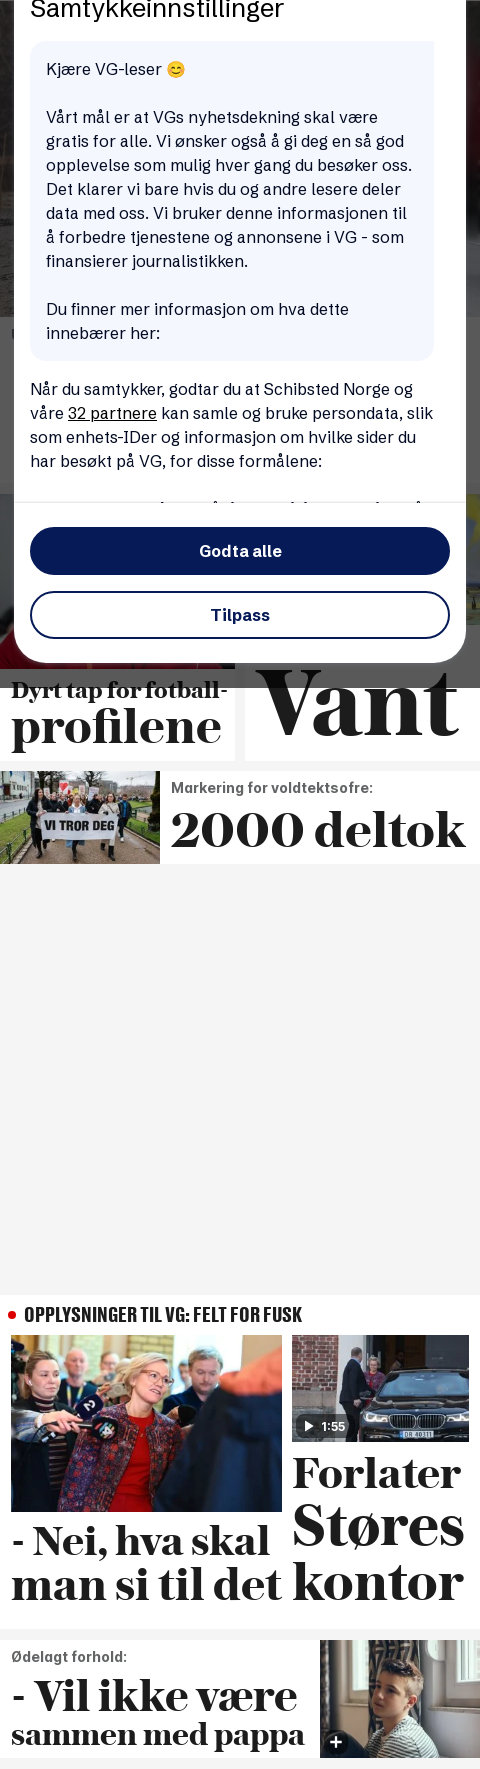 Samtykkeinnstillinger
Kjære VG-leser 😊
Vårt mål er at VGs nyhetsdekning skal være
gratis for alle. Vi ønsker også å gi deg en så god
opplevelse som mulig hver gang du besøker oss.
Det klarer vi bare hvis du og andre lesere deler
data med oss. Vi bruker denne informasjonen til
å forbedre tjenestene og annonsene i VG - som
finansierer journalistikken.
Du finner mer informasjon om hva dette
innebærer her:
Når du samtykker, godtar du at Schibsted Norge og
våre 32 partnere kan samle og bruke persondata, slik
som enhets-IDer og informasjon om hvilke sider du
har besøkt på VG, for disse formålene:
Godta alle
Tilpass
Dyrt tap for fotball-
profilene
Vant
VI TROR DEG
Markering for voldtektsofre:
2000 deltok
OPPLYSNINGER TIL VG: FELT FOR FUSK
2
1:55
- Nei, hva skal
man si til det
Forlater
Støres
kontor
Ødelagt forhold:
- Vil ikke være
sammen med pappa